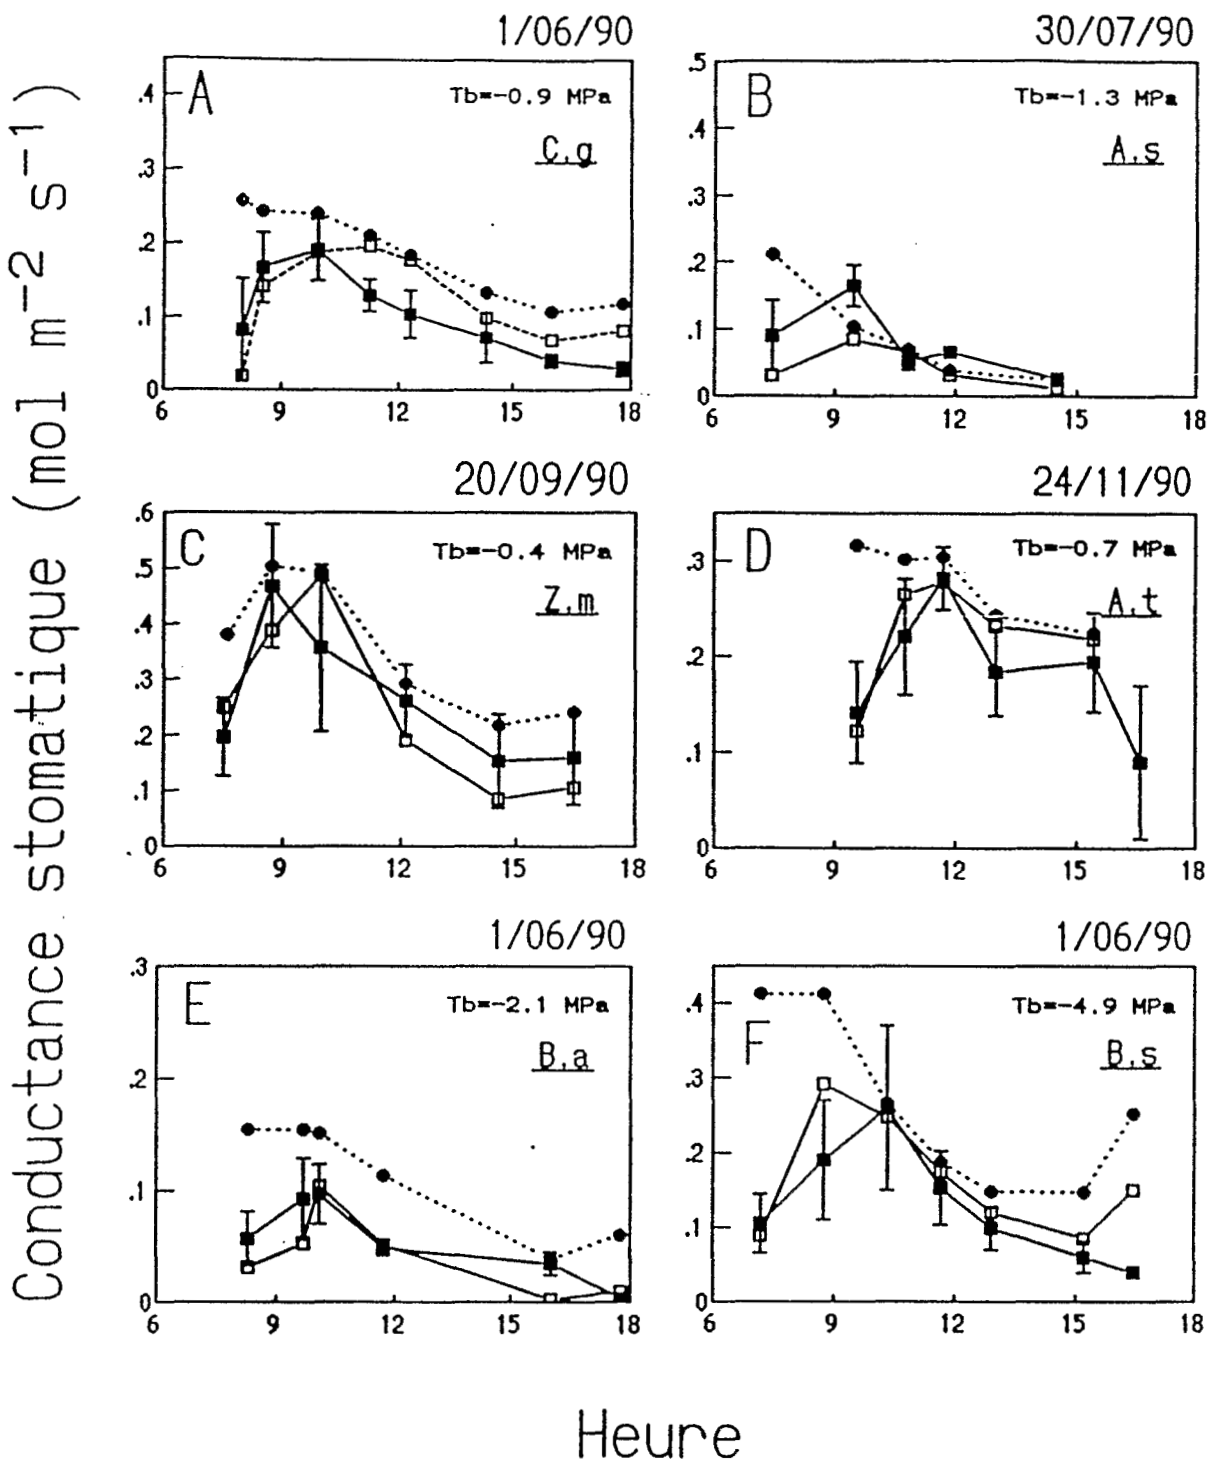 Conductance stomatique (mol m-2 s-1)
1/06/90
A
Tb=-0.9 MPa
C.g
.4
.3
.2
.1
0
6 9 12 15 18
30/07/90
B
Tb=-1.3 MPa
A.s
.5
.4
.3
.2
.1
0
6 9 12 15 18
20/09/90
C
Tb=-0.4 MPa
Z.m
.6
.5
.4
.3
.2
.1
0
6 9 12 15 18
24/11/90
D
Tb=-0.7 MPa
A.t
.3
.2
.1
0
6 9 12 15 18
1/06/90
E
Tb=-2.1 MPa
B.a
.3
.2
.1
0
6 9 12 15 18
1/06/90
F
Tb=-4.9 MPa
B.s
.4
.3
.2
.1
0
6 9 12 15 18
Heure